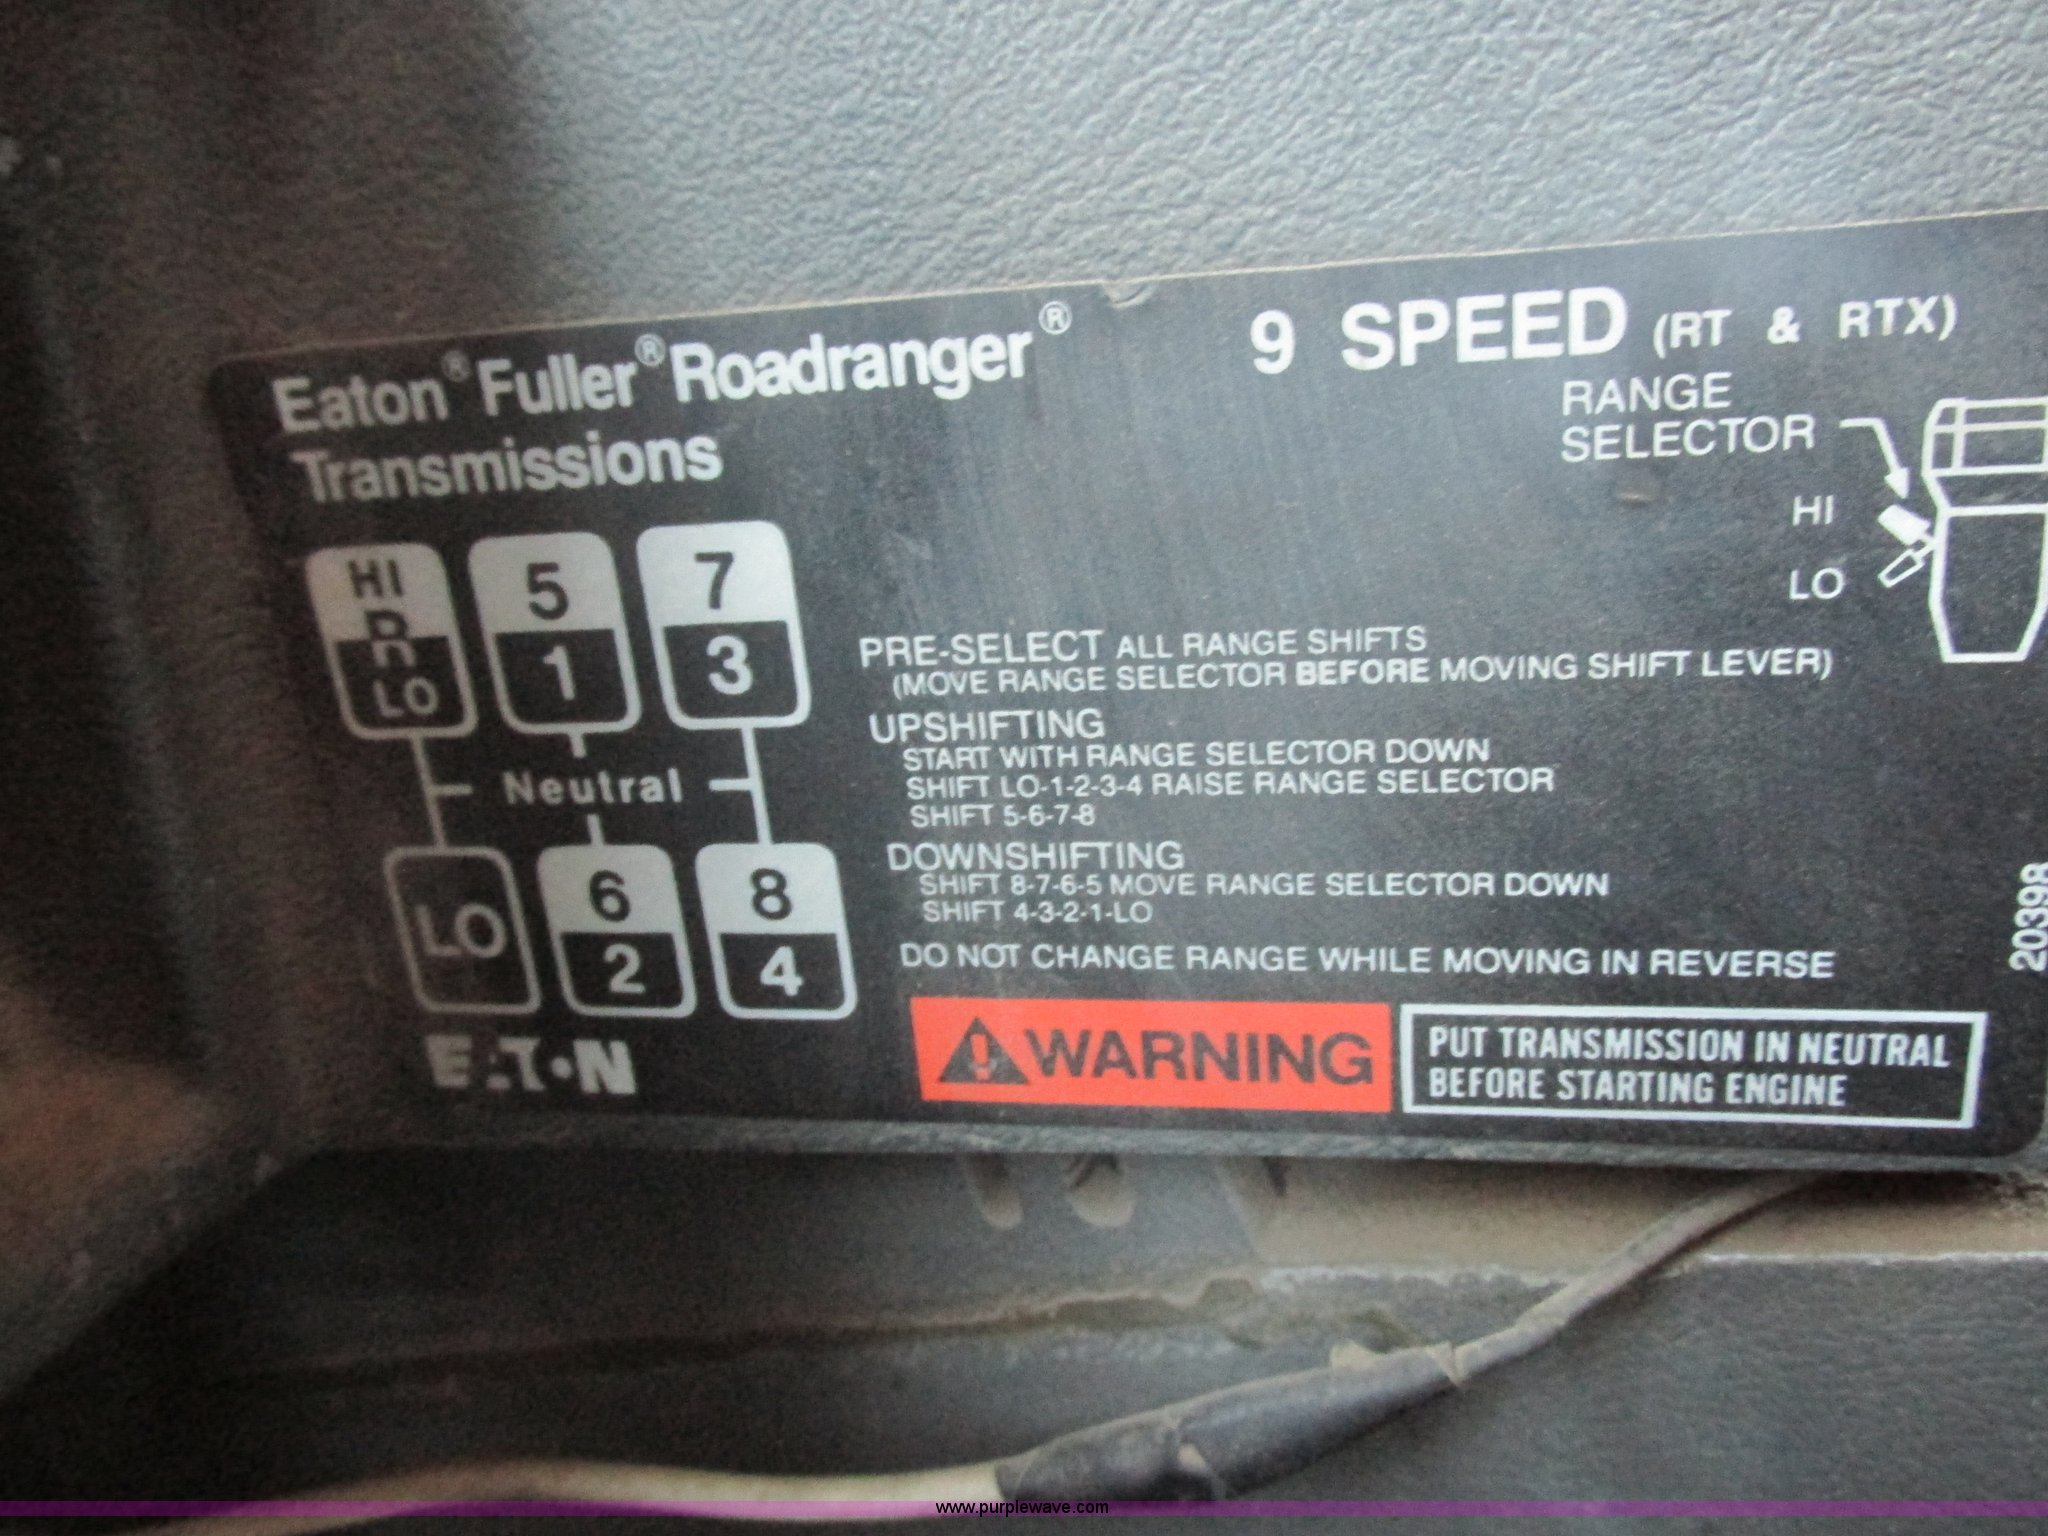 Eaton® Fuller® Roadranger®
Transmissions
9 SPEED (RT & RTX)
RANGE
SELECTOR
HI
LO
HI
R
LO
5
1
7
3
Neutral
LO
6
2
8
4
EAT•N
PRE-SELECT ALL RANGE SHIFTS
(MOVE RANGE SELECTOR BEFORE MOVING SHIFT LEVER)
UPSHIFTING
START WITH RANGE SELECTOR DOWN
SHIFT LO-1-2-3-4 RAISE RANGE SELECTOR
SHIFT 5-6-7-8
DOWNSHIFTING
SHIFT 8-7-6-5 MOVE RANGE SELECTOR DOWN
SHIFT 4-3-2-1-LO
DO NOT CHANGE RANGE WHILE MOVING IN REVERSE
20398
WARNING
PUT TRANSMISSION IN NEUTRAL
BEFORE STARTING ENGINE
www.purplewave.com